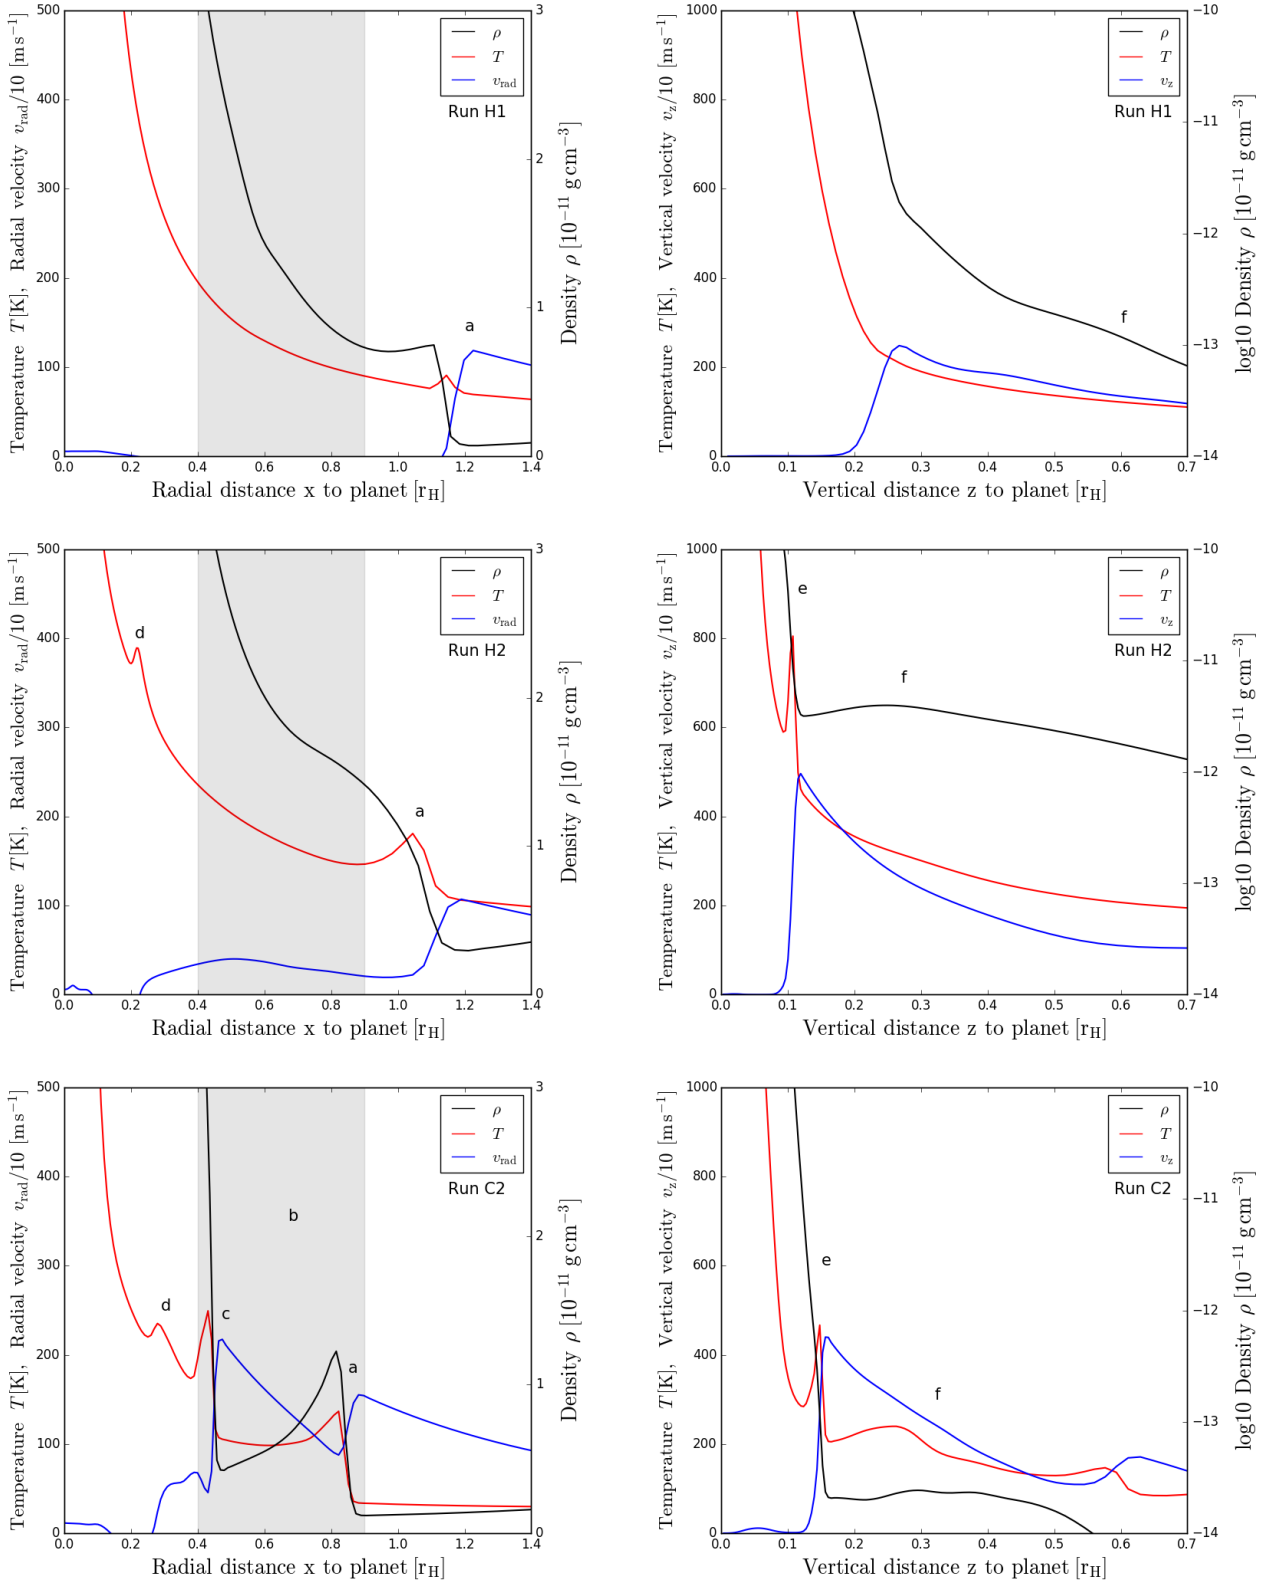 Temperature T[K], Radial velocity v_rad/10 [m s⁻¹]
500
400
300
200
100
0
0.0 0.2 0.4 0.6 0.8 1.0 1.2 1.4
Radial distance x to planet [r_H]
3
2
1
0
Density ρ [10⁻¹¹ g cm⁻³]
ρ
T
v_rad
Run H1
a
Temperature T[K], Vertical velocity v_z/10 [m s⁻¹]
1000
800
600
400
200
0
0.0 0.1 0.2 0.3 0.4 0.5 0.6 0.7
Vertical distance z to planet [r_H]
−10
−11
−12
−13
−14
log10 Density ρ [10⁻¹¹ g cm⁻³]
ρ
T
v_z
Run H1
f
Temperature T[K], Radial velocity v_rad/10 [m s⁻¹]
500
400
300
200
100
0
0.0 0.2 0.4 0.6 0.8 1.0 1.2 1.4
Radial distance x to planet [r_H]
3
2
1
0
Density ρ [10⁻¹¹ g cm⁻³]
ρ
T
v_rad
Run H2
d
a
Temperature T[K], Vertical velocity v_z/10 [m s⁻¹]
1000
800
600
400
200
0
0.0 0.1 0.2 0.3 0.4 0.5 0.6 0.7
Vertical distance z to planet [r_H]
−10
−11
−12
−13
−14
log10 Density ρ [10⁻¹¹ g cm⁻³]
ρ
T
v_z
Run H2
e
f
Temperature T[K], Radial velocity v_rad/10 [m s⁻¹]
500
400
300
200
100
0
0.0 0.2 0.4 0.6 0.8 1.0 1.2 1.4
Radial distance x to planet [r_H]
3
2
1
0
Density ρ [10⁻¹¹ g cm⁻³]
ρ
T
v_rad
Run C2
b
d
c
a
Temperature T[K], Vertical velocity v_z/10 [m s⁻¹]
1000
800
600
400
200
0
0.0 0.1 0.2 0.3 0.4 0.5 0.6 0.7
Vertical distance z to planet [r_H]
−10
−11
−12
−13
−14
log10 Density ρ [10⁻¹¹ g cm⁻³]
ρ
T
v_z
Run C2
e
f